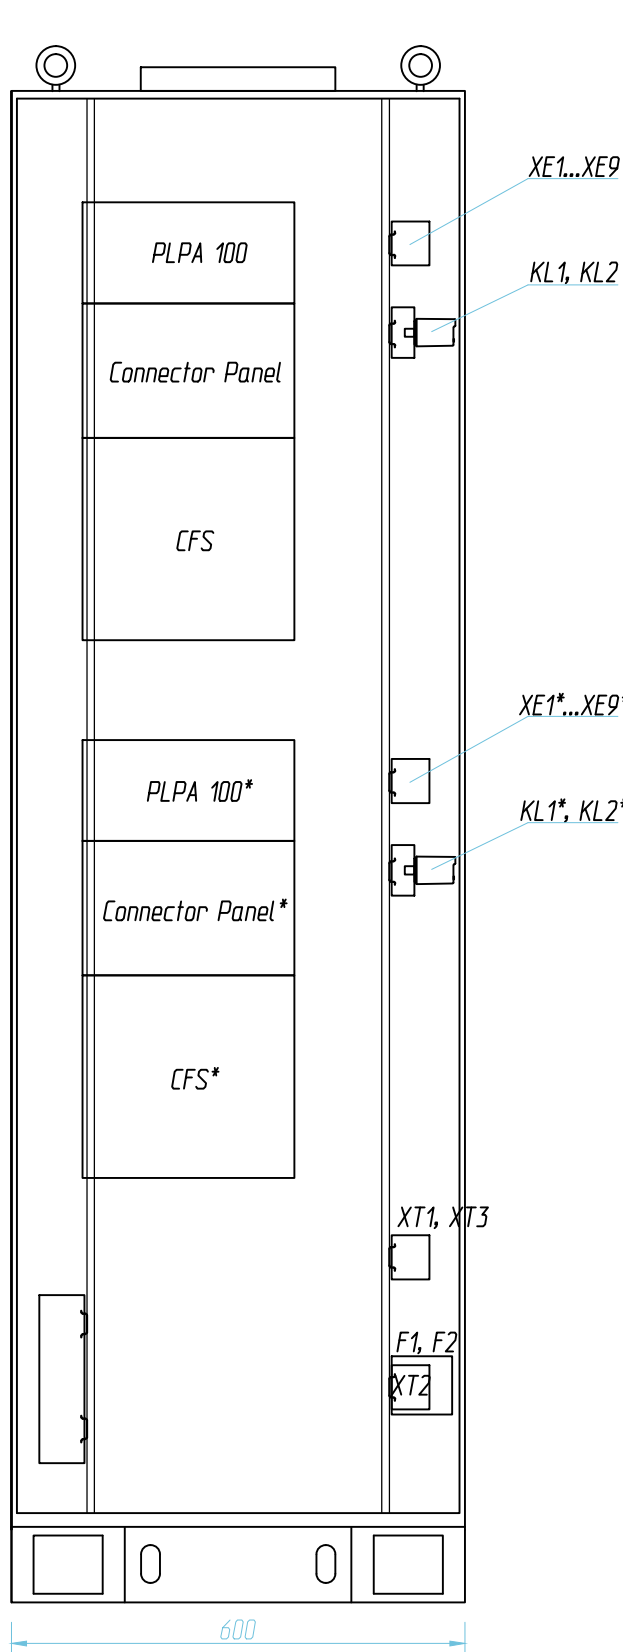 XE1...XE9
PLPA 100
KL1, KL2
Connector Panel
CFS
XE1*...XE9*
PLPA 100*
KL1*, KL2*
Connector Panel*
CFS*
XT1, XT3
F1, F2
XT2
600